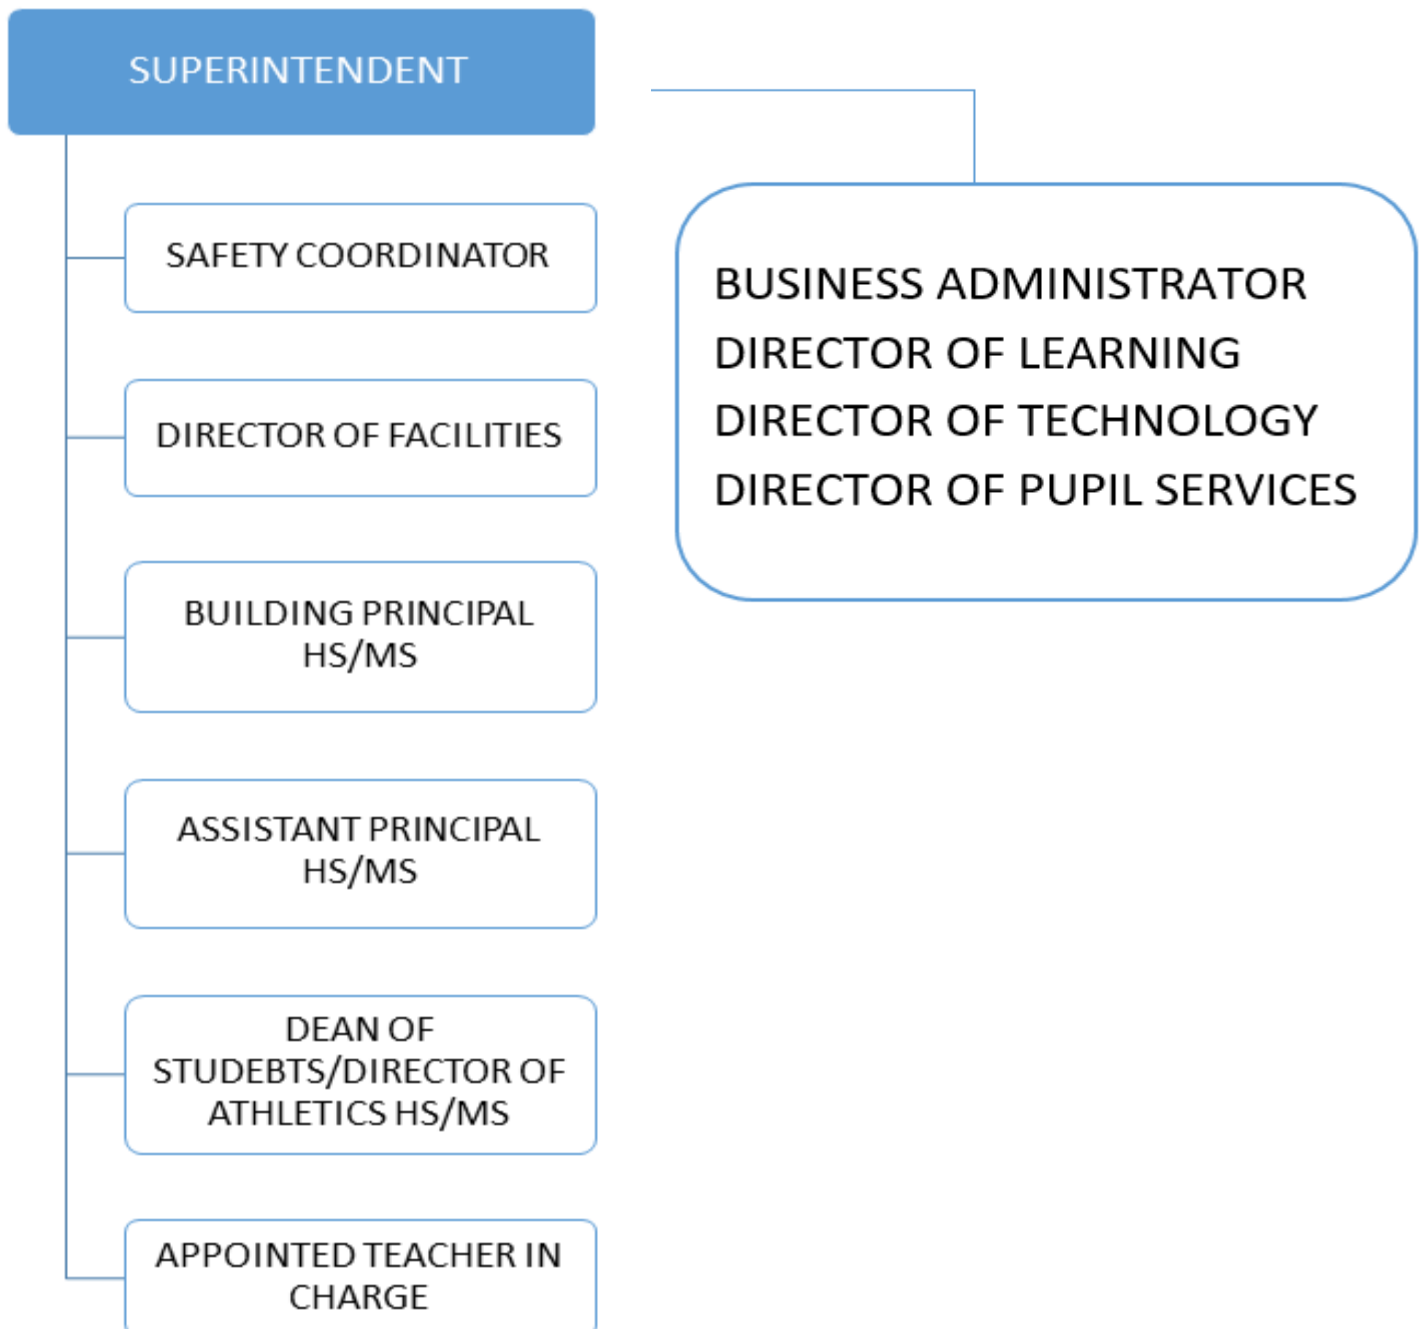 SUPERINTENDENT
SAFETY COORDINATOR
DIRECTOR OF FACILITIES
BUILDING PRINCIPAL
HS/MS
ASSISTANT PRINCIPAL
HS/MS
DEAN OF
STUDEBTS/DIRECTOR OF
ATHLETICS HS/MS
APPOINTED TEACHER IN
CHARGE
BUSINESS ADMINISTRATOR
DIRECTOR OF LEARNING
DIRECTOR OF TECHNOLOGY
DIRECTOR OF PUPIL SERVICES